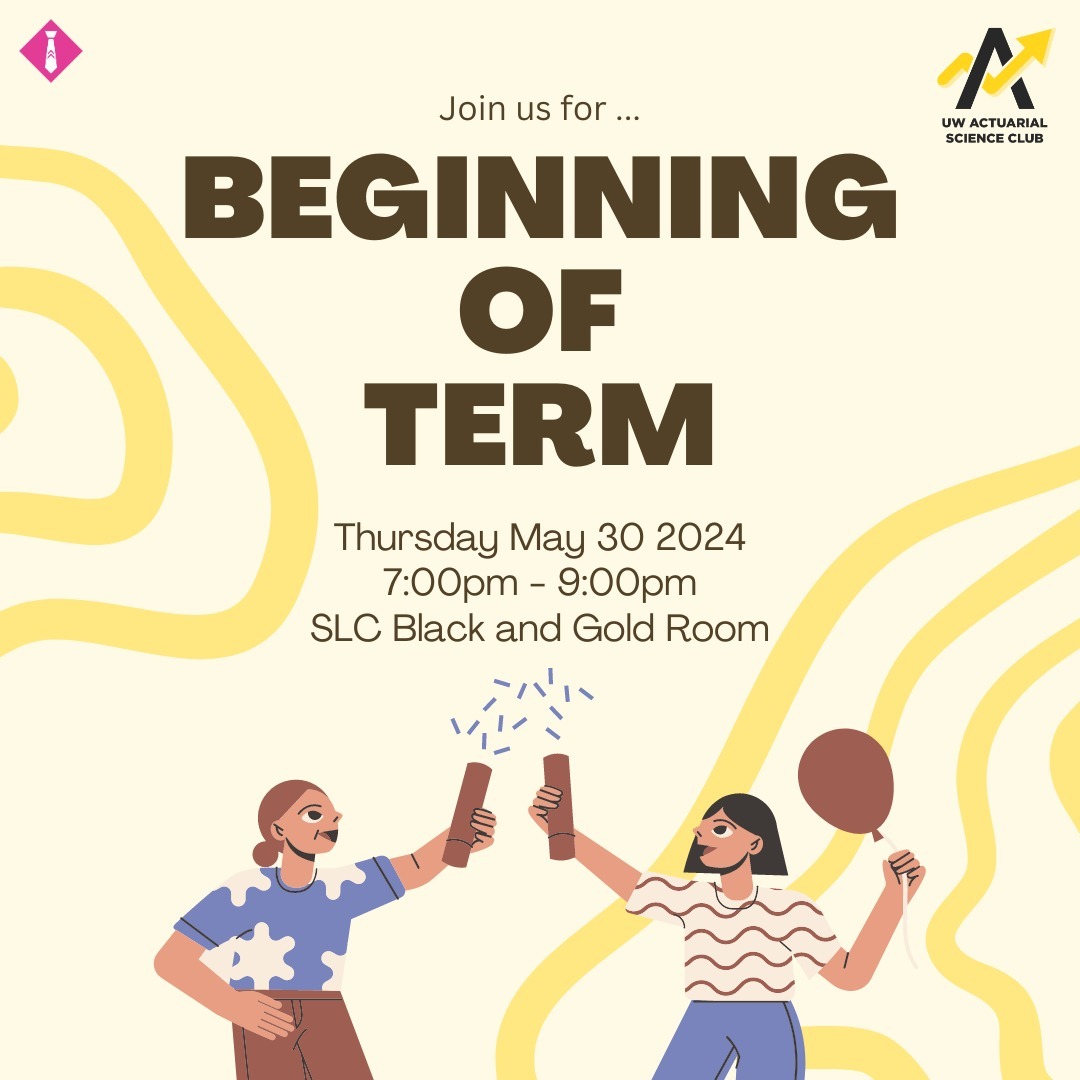 Join us for ...
UW ACTUARIAL
SCIENCE CLUB
BEGINNING
OF
TERM
Thursday May 30 2024
7:00pm - 9:00pm
SLC Black and Gold Room